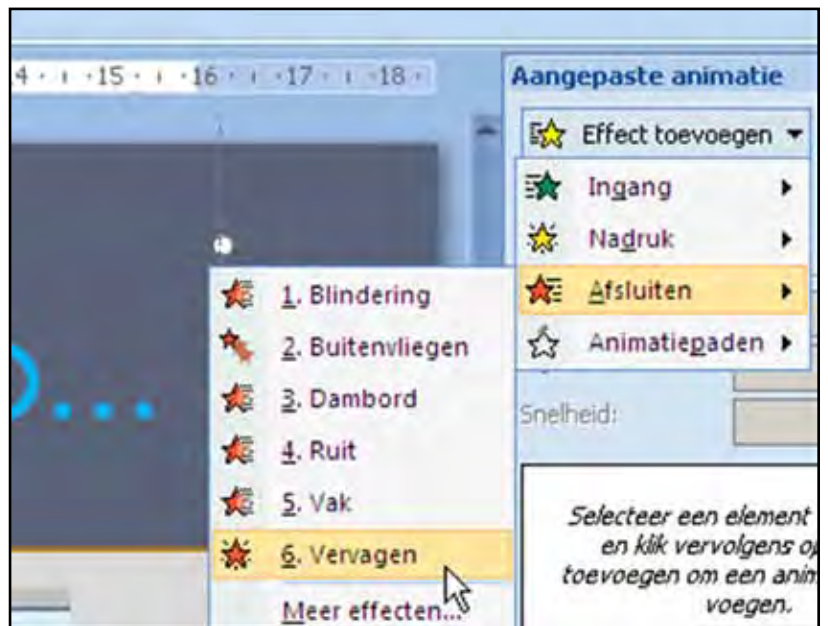 4 · ı · 15 · ı · 16 · ı · 17 · ı · 18 ·
Aangepaste animatie
Effect toevoegen
Ingang
Nadruk
Afsluiten
Animatiepaden
1. Blindering
2. Buitenvliegen
3. Dambord
4. Ruit
5. Vak
6. Vervagen
Meer effecten...
...
Snelheid:
Selecteer een element
en klik vervolgens op
toevoegen om een anim
voegen.